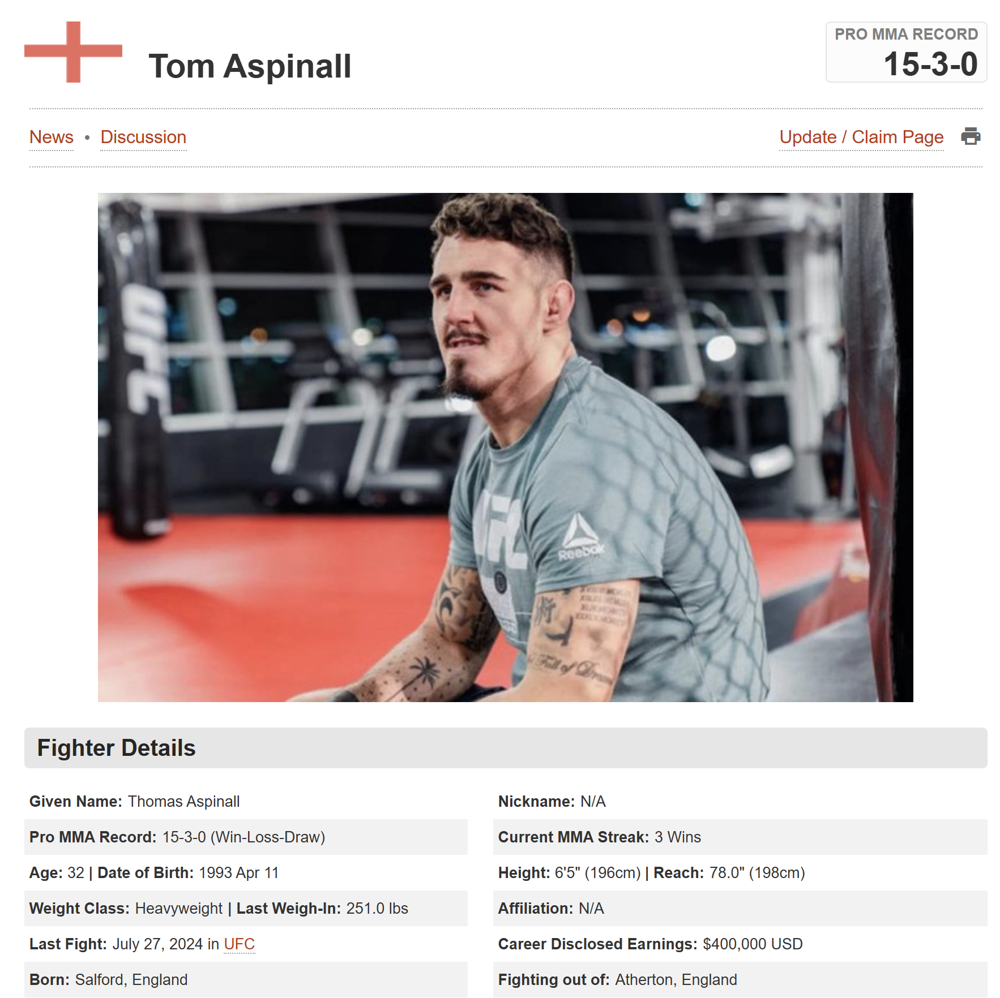 Tom Aspinall
PRO MMA RECORD
15-3-0
News • Discussion
Update / Claim Page
UFC
UFC
Reebok
Full of
Fighter Details
Given Name: Thomas Aspinall
Nickname: N/A
Pro MMA Record: 15-3-0 (Win-Loss-Draw)
Current MMA Streak: 3 Wins
Age: 32 | Date of Birth: 1993 Apr 11
Height: 6'5" (196cm) | Reach: 78.0" (198cm)
Weight Class: Heavyweight | Last Weigh-In: 251.0 lbs
Affiliation: N/A
Last Fight: July 27, 2024 in UFC
Career Disclosed Earnings: $400,000 USD
Born: Salford, England
Fighting out of: Atherton, England